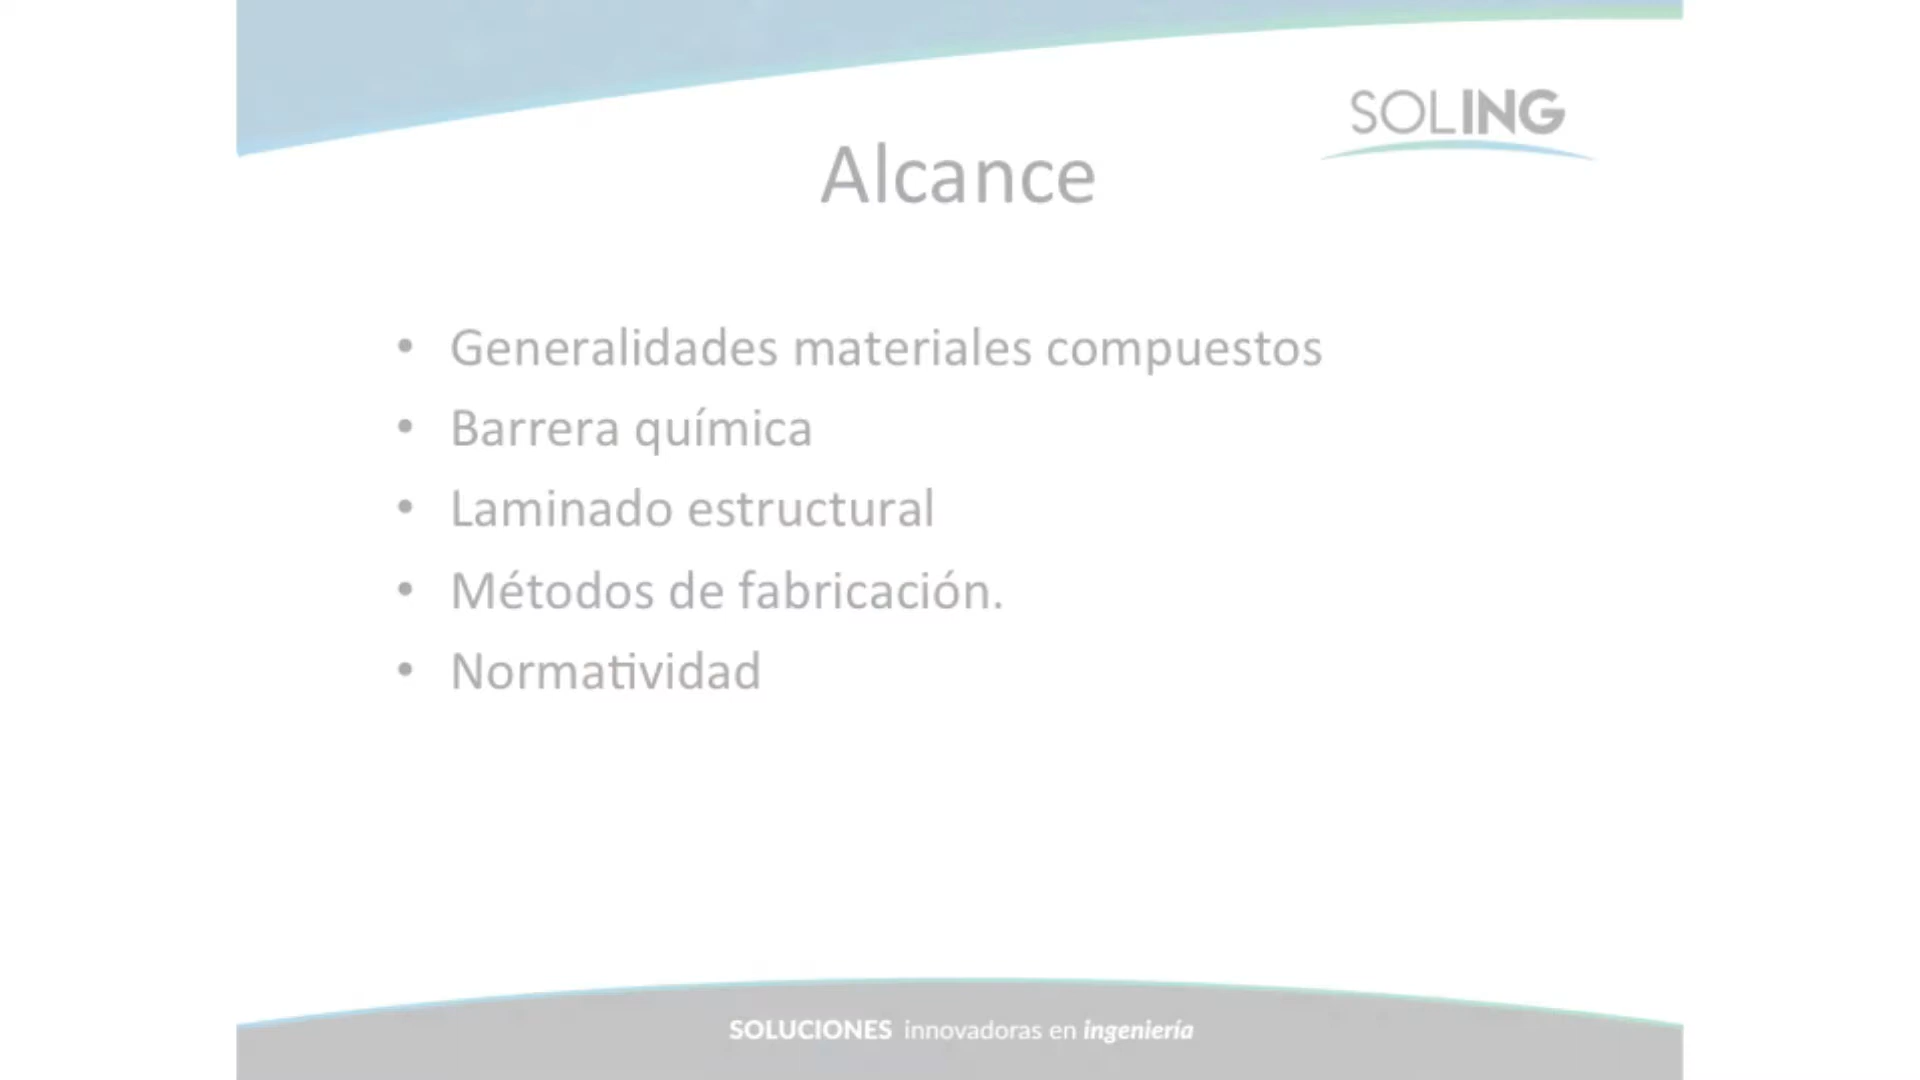 SOLING
Alcance
• Generalidades materiales compuestos
• Barrera química
• Laminado estructural
• Métodos de fabricación.
• Normatividad
SOLUCIONES innovadoras en ingeniería